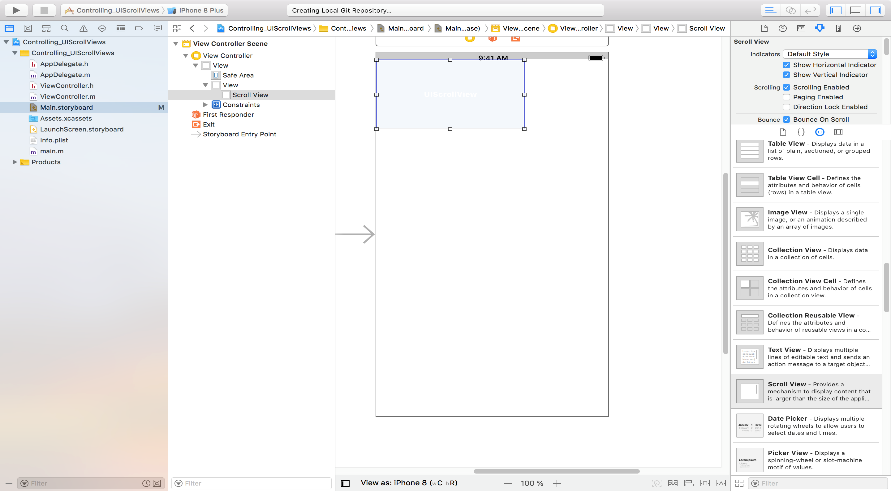 Controlling_UIScrollViews
iPhone 8 Plus
Creating Local Git Repository...
Controlling_UIScrollViews
Cont...iews
Main....oard
Main....ase)
View...cene
...roller
View
View
Scroll View
Controlling_UIScrollViews
Controlling_UIScrollViews
AppDelegate.h
AppDelegate.m
ViewController.h
ViewController.m
Main.storyboard
M
Assets.xcassets
LaunchScreen.storyboard
Info.plist
main.m
Products
Filter
View Controller Scene
View Controller
View
Safe Area
View
Scroll View
Constraints
First Responder
Exit
Storyboard Entry Point
Filter
9:41 AM
UIScrollView
View as: iPhone 8 (wC hR)
100 %
Scroll View
Indicators
Default Style
Show Horizontal Indicator
Show Vertical Indicator
Scrolling
Scrolling Enabled
Paging Enabled
Direction Lock Enabled
Bounce
Bounce On Scroll
Table View - Displays data in a
list of plain, sectioned, or grouped
rows.
Table View Cell - Defines the
attributes and behavior of cells
(rows) in a table view.
Image View - Displays a single
image, or an animation described
by an array of images.
Collection View - Displays data
in a collection of cells.
Collection View Cell - Defines
the attributes and behavior of cells
in a collection view.
Collection Reusable View -
Defines the attributes and
behavior of reusable views in a co...
Text View - Displays multiple
lines of editable text and sends an
action message to a target object...
Scroll View - Provides a
mechanism to display content that
is larger than the size of the appli...
Date Picker - Displays multiple
rotating wheels to allow users to
select dates and times.
Picker View - Displays a
spinning-wheel or slot-machine
motif of values.
Filter